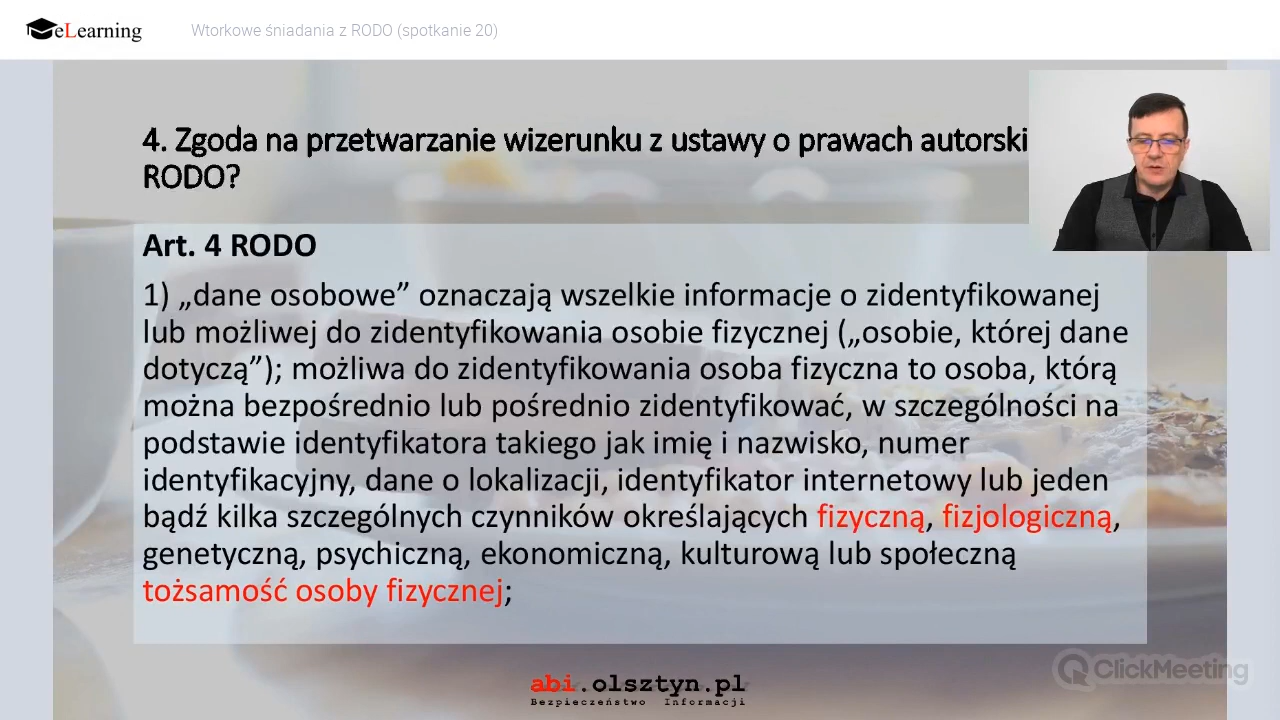 eLearning
Wtorkowe śniadania z RODO (spotkanie 20)
4. Zgoda na przetwarzanie wizerunku z ustawy o prawach autorski
RODO?
Art. 4 RODO
1) „dane osobowe” oznaczają wszelkie informacje o zidentyfikowanej
lub możliwej do zidentyfikowania osobie fizycznej („osobie, której dane
dotyczą”); możliwa do zidentyfikowania osoba fizyczna to osoba, którą
można bezpośrednio lub pośrednio zidentyfikować, w szczególności na
podstawie identyfikatora takiego jak imię i nazwisko, numer
identyfikacyjny, dane o lokalizacji, identyfikator internetowy lub jeden
bądź kilka szczególnych czynników określających fizyczną, fizjologiczną,
genetyczną, psychiczną, ekonomiczną, kulturową lub społeczną
tożsamość osoby fizycznej;
abi.olsztyn.pl
Bezpieczeństwo Informacji
ClickMeeting